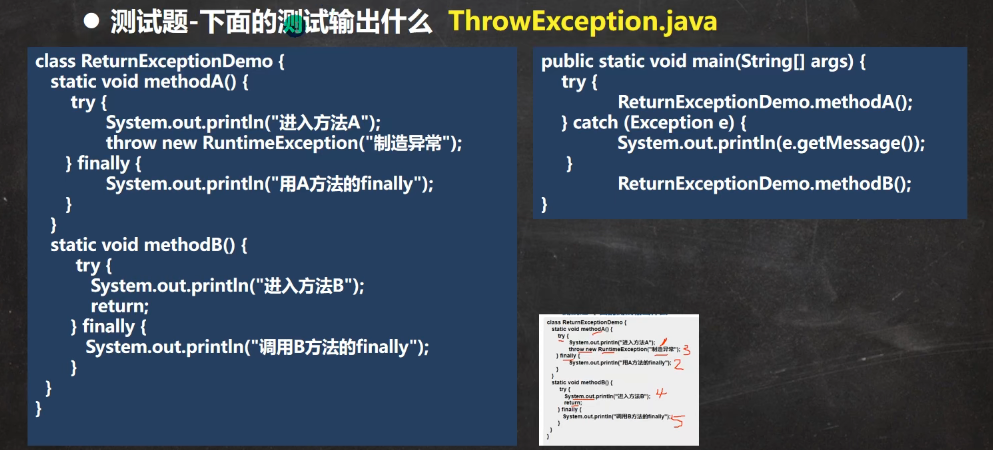 ● 测试题-下面的测试输出什么 ThrowException.java
class ReturnExceptionDemo {
static void methodA() {
try {
System.out.println("进入方法A");
throw new RuntimeException("制造异常");
} finally {
System.out.println("用A方法的finally");
}
}
static void methodB() {
try {
System.out.println("进入方法B");
return;
} finally {
System.out.println("调用B方法的finally");
}
}
}
public static void main(String[] args) {
try {
ReturnExceptionDemo.methodA();
} catch (Exception e) {
System.out.println(e.getMessage());
}
ReturnExceptionDemo.methodB();
}
class ReturnExceptionDemo {
static void methodA() {
try {
System.out.println("进入方法A");
throw new RuntimeException("制造异常"); 3
} finally {
System.out.println("用A方法的finally"); 2
}
}
static void methodB() {
try {
System.out.println("进入方法B"); 4
return;
} finally {
System.out.println("调用B方法的finally"); 5
}
}
}